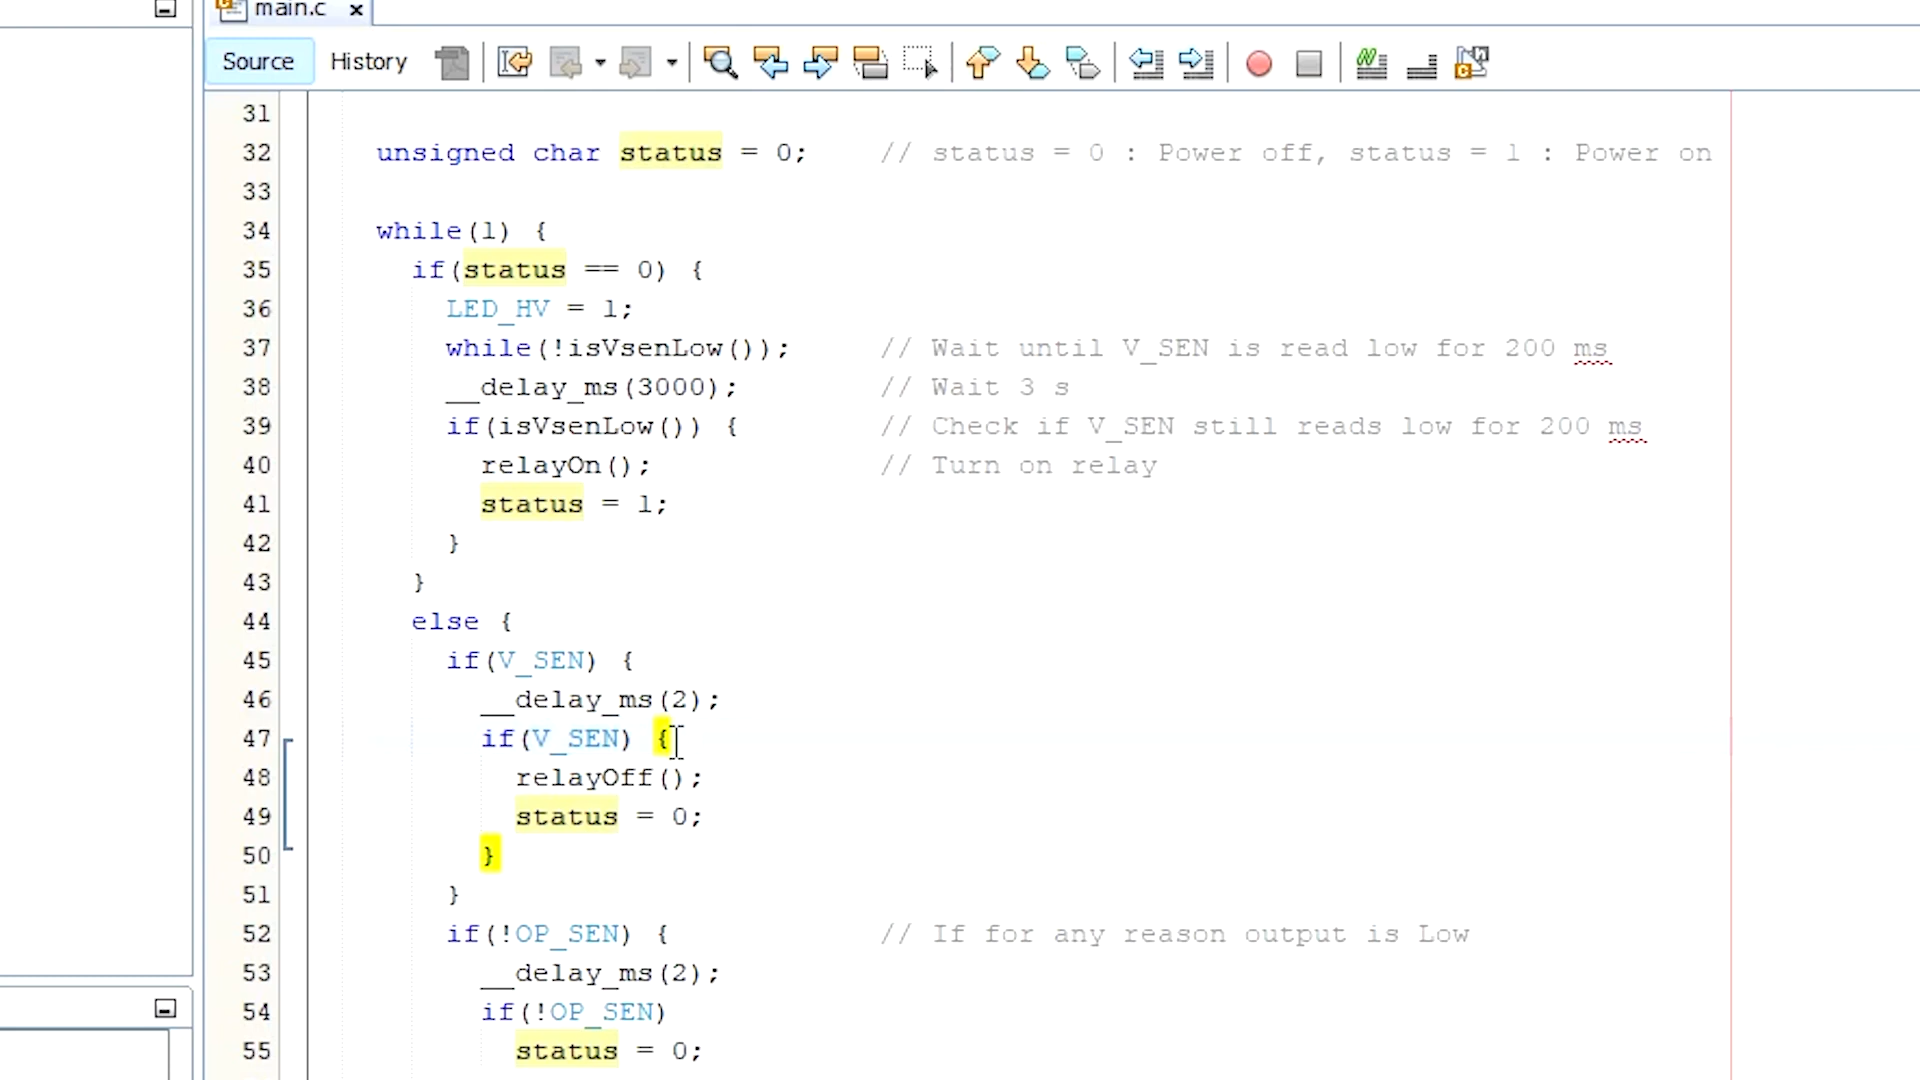 main.c
Source History
31
32 unsigned char status = 0; // status = 0 : Power off, status = 1 : Power on
33
34 while(1) {
35 if(status == 0) {
36 LED_HV = 1;
37 while(!isVsenLow()); // Wait until V_SEN is read low for 200 ms
38 __delay_ms(3000); // Wait 3 s
39 if(isVsenLow()) { // Check if V_SEN still reads low for 200 ms
40 relayOn(); // Turn on relay
41 status = 1;
42 }
43 }
44 else {
45 if(V_SEN) {
46 __delay_ms(2);
47 if(V_SEN) {
48 relayOff();
49 status = 0;
50 }
51 }
52 if(!OP_SEN) { // If for any reason output is Low
53 __delay_ms(2);
54 if(!OP_SEN)
55 status = 0;